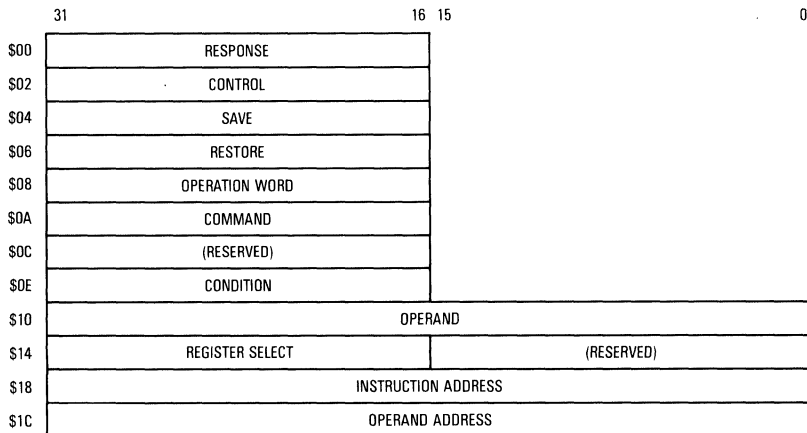 31 16 15 0
$00 RESPONSE
$02 CONTROL
$04 SAVE
$06 RESTORE
$08 OPERATION WORD
$0A COMMAND
$0C (RESERVED)
$0E CONDITION
$10 OPERAND
$14 REGISTER SELECT (RESERVED)
$18 INSTRUCTION ADDRESS
$1C OPERAND ADDRESS